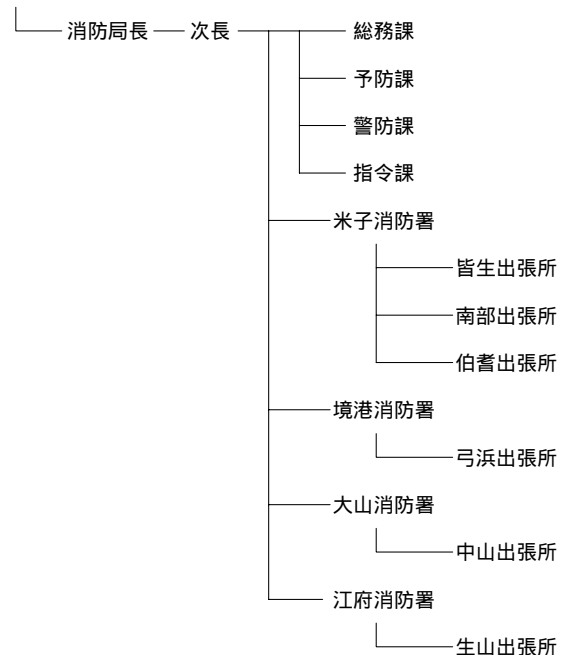 消防局長 次長 総務課
予防課
警防課
指令課
米子消防署
皆生出張所
南部出張所
伯耆出張所
境港消防署
弓浜出張所
大山消防署
中山出張所
江府消防署
生山出張所